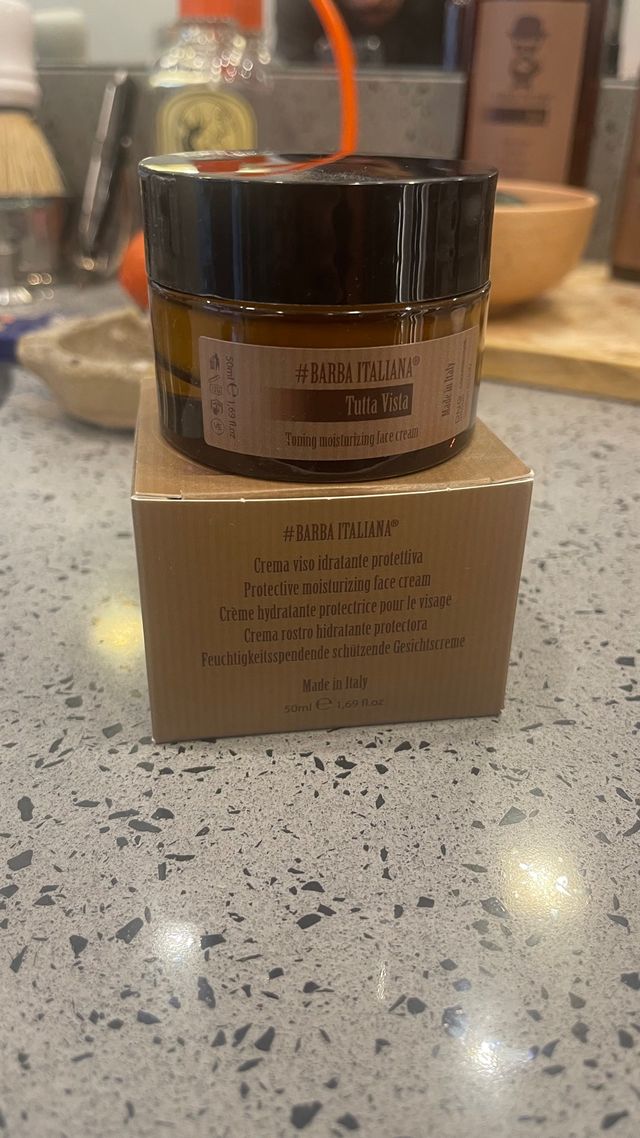 #BARBA ITALIANA®
Tutta Vista
Toning moisturizing face cream
50ml ℮ 1,69 fl.oz
Made in Italy
#BARBA ITALIANA®
Crema viso idratante protettiva
Protective moisturizing face cream
Crème hydratante protectrice pour le visage
Crema rostro hidratante protectora
Feuchtigkeitsspendende schützende Gesichtscreme
Made in Italy
50ml ℮ 1,69 fl.oz